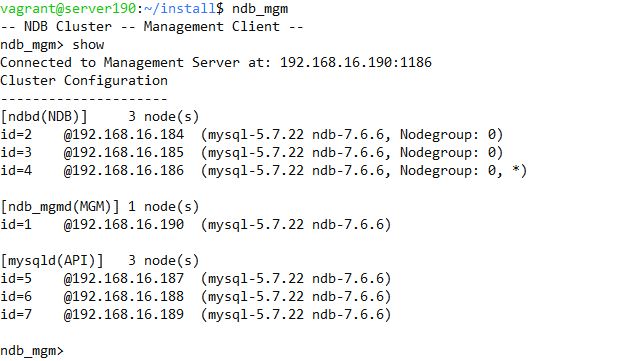 vagrant@server190:~/install$ ndb_mgm
-- NDB Cluster -- Management Client --
ndb_mgm> show
Connected to Management Server at: 192.168.16.190:1186
Cluster Configuration
---------------------
[ndbd(NDB)]     3 node(s)
id=2    @192.168.16.184  (mysql-5.7.22 ndb-7.6.6, Nodegroup: 0)
id=3    @192.168.16.185  (mysql-5.7.22 ndb-7.6.6, Nodegroup: 0)
id=4    @192.168.16.186  (mysql-5.7.22 ndb-7.6.6, Nodegroup: 0, *)

[ndb_mgmd(MGM)] 1 node(s)
id=1    @192.168.16.190  (mysql-5.7.22 ndb-7.6.6)

[mysqld(API)]   3 node(s)
id=5    @192.168.16.187  (mysql-5.7.22 ndb-7.6.6)
id=6    @192.168.16.188  (mysql-5.7.22 ndb-7.6.6)
id=7    @192.168.16.189  (mysql-5.7.22 ndb-7.6.6)

ndb_mgm>